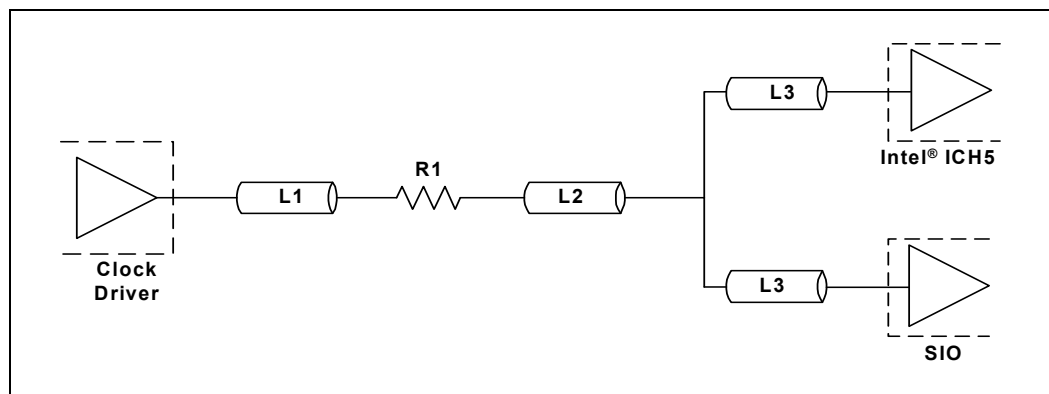 L3
Intel® ICH5
R1
L1
L2
Clock
Driver
L3
SIO